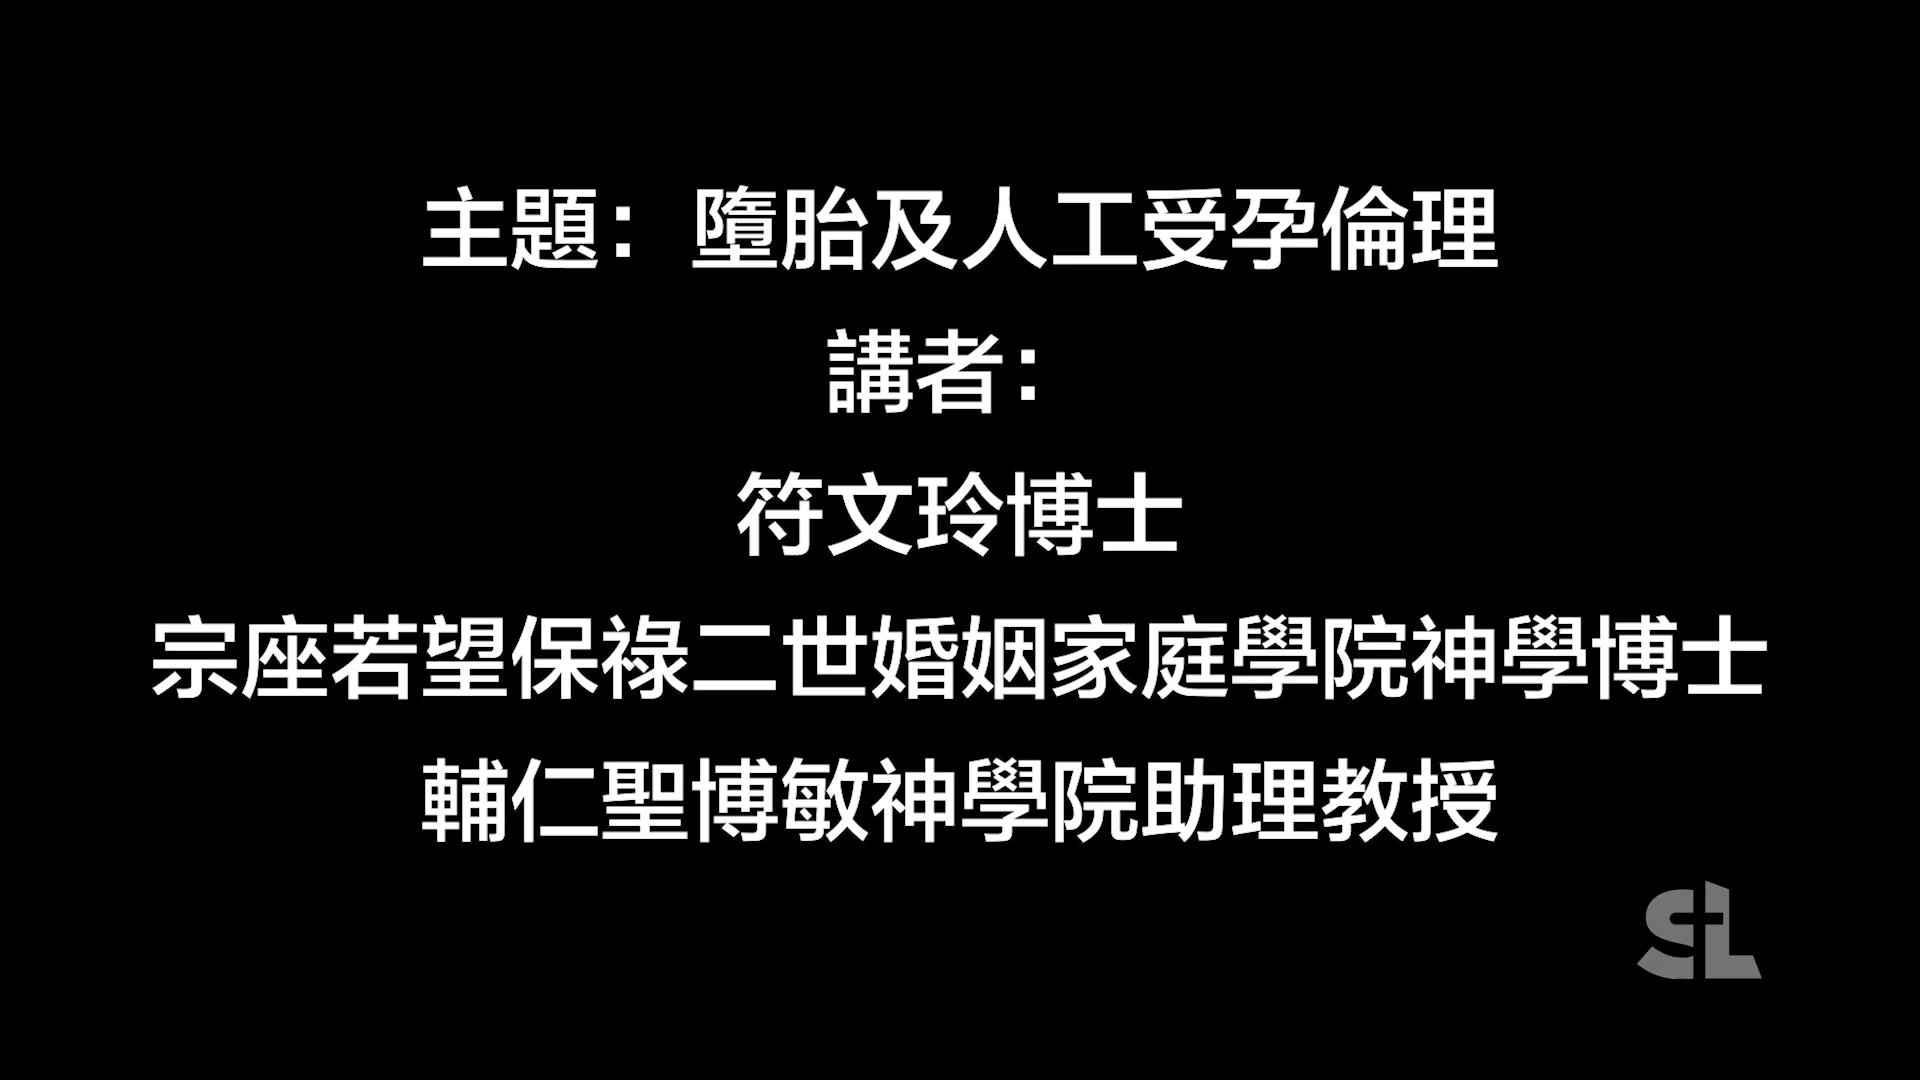 主題：墮胎及人工受孕倫理
講者：
符文玲博士
宗座若望保祿二世婚姻家庭學院神學博士
輔仁聖博敏神學院助理教授
SL